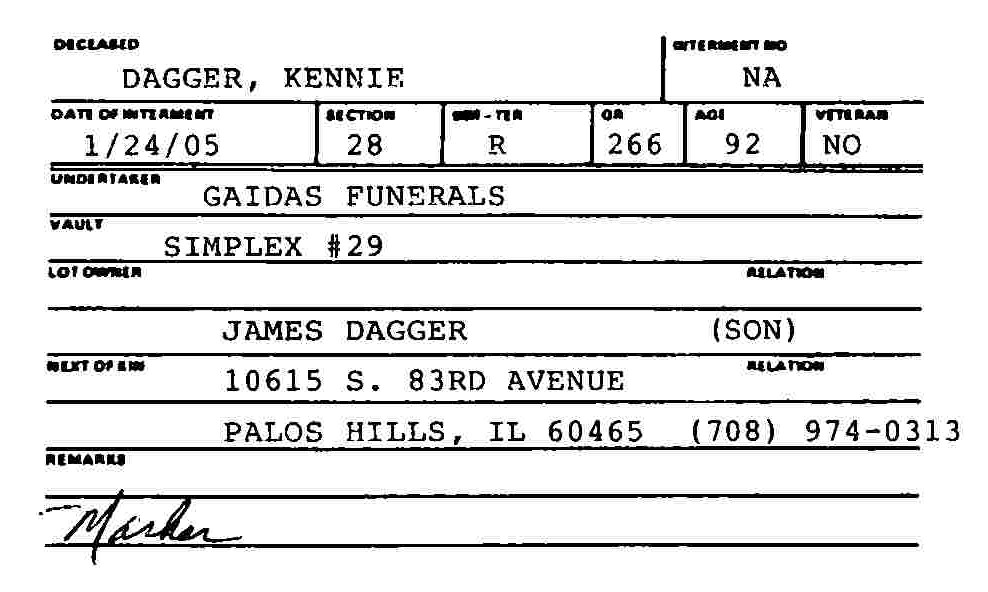 DECEASED INTERMENT NO
DAGGER, KENNIE NA
DATE OF INTERMENT SECTION GRM-TER GR AGE VETERAN
1/24/05 28 R 266 92 NO
UNDERTAKER
GAIDAS FUNERALS
VAULT
SIMPLEX #29
LOT OWNER RELATION
JAMES DAGGER (SON)
NEXT OF KIN RELATION
10615 S. 83RD AVENUE
PALOS HILLS, IL 60465 (708) 974-0313
REMARKS
Marker